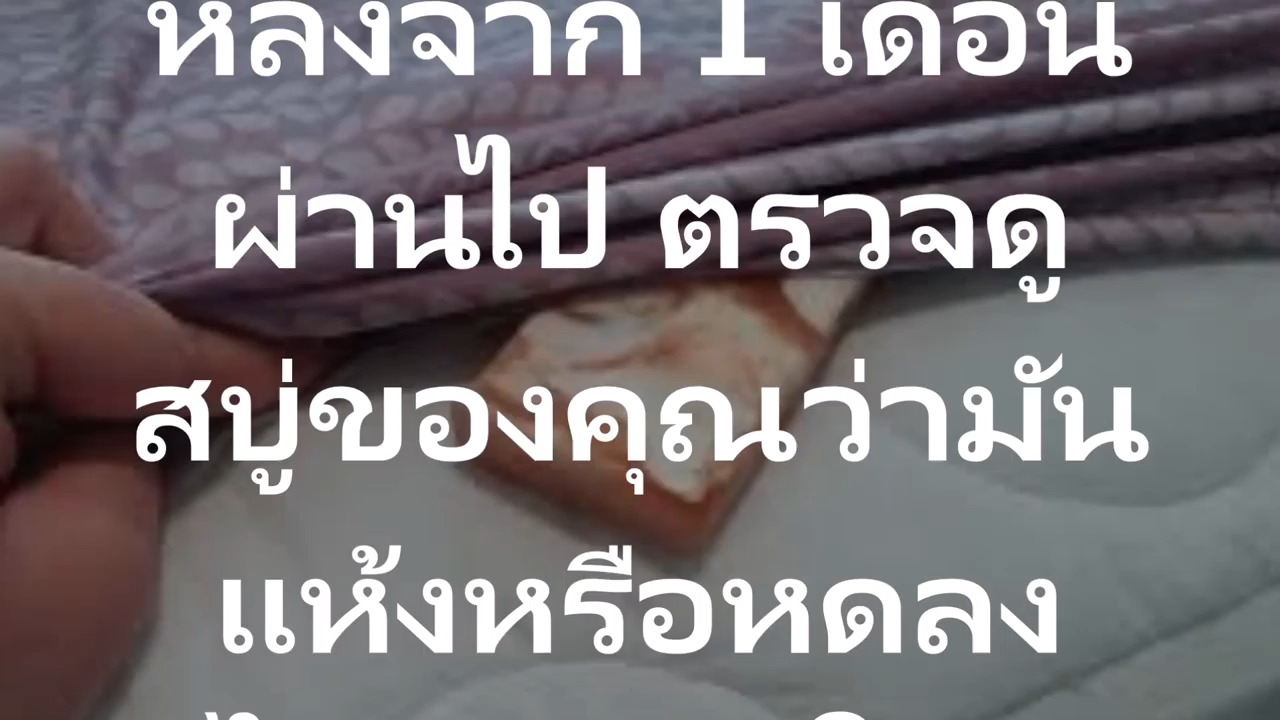 หลังจาก 1 เดือน
ผ่านไป ตรวจดู
สบู่ของคุณว่ามัน
แห้งหรือหดลง